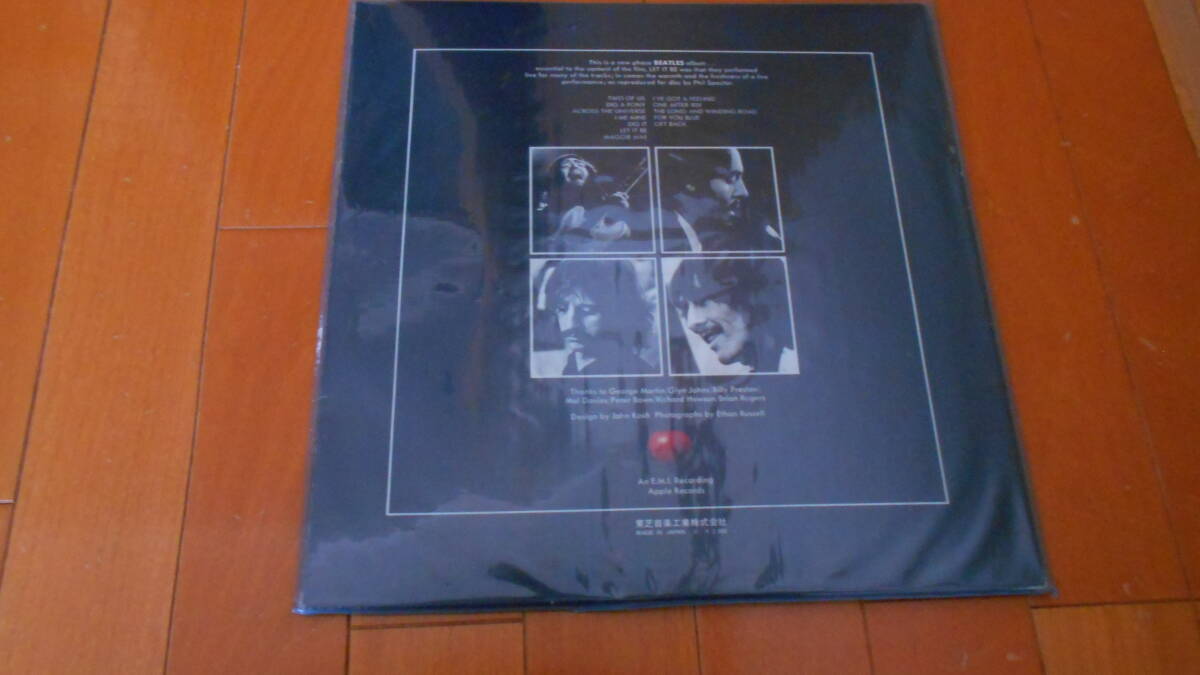 This is a new phase BEATLES album...
essential to the content of the film, LET IT BE was that they performed
live for many of the tracks; in comes the warmth and the freshness of a live
performance; as reproduced for disc by Phil Spector.
TWO OF US I'VE GOT A FEELING
DIG A PONY ONE AFTER 909
ACROSS THE UNIVERSE THE LONG AND WINDING ROAD
I ME MINE FOR YOU BLUE
DIG IT GET BACK
LET IT BE
MAGGIE MAE
Thanks to George Martin/Glyn Johns/Billy Preston/
Mal Davies/Peter Bown/Richard Hewson/Brian Rogers
Design by John Kosh Photographs by Ethan Russell
An E.M.I. Recording
Apple Records
東芝音楽工業株式会社
MADE IN JAPAN